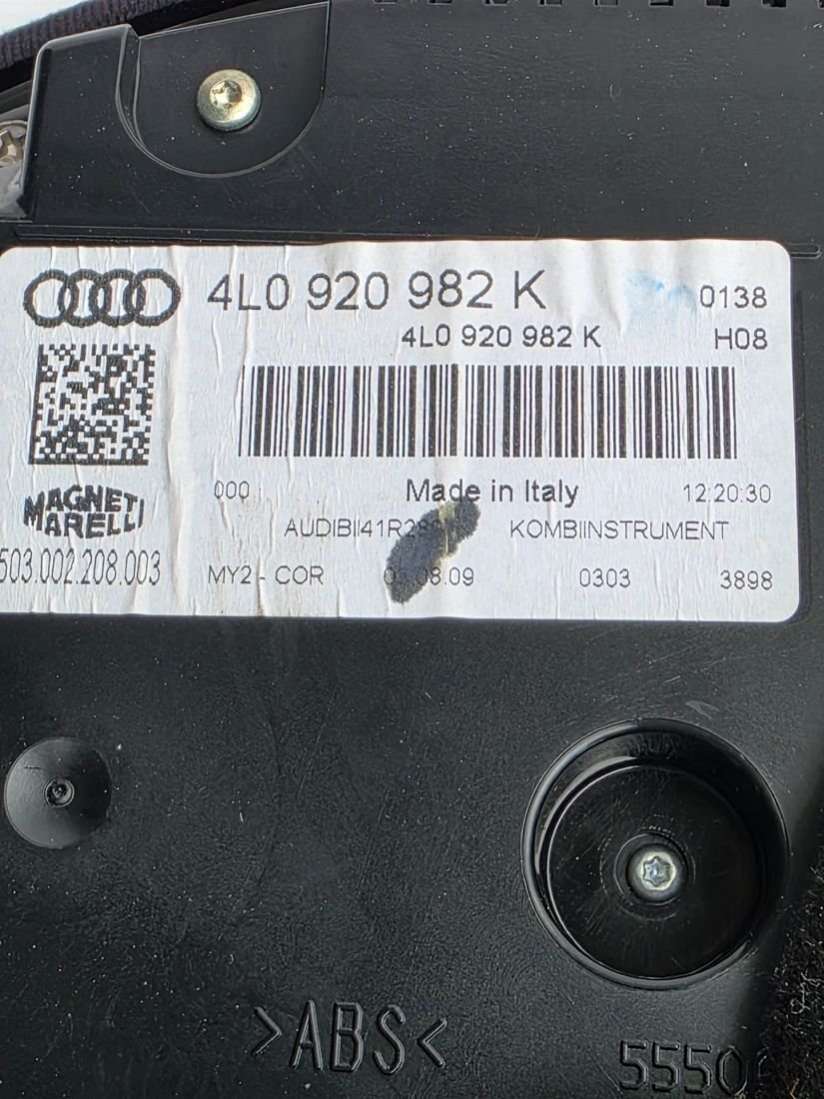 4L0 920 982 K 0138
4L0 920 982 K H08
000 Made in Italy 12:20:30
MAGNETI
MARELLI
KOMBIINSTRUMENT
503.002.208.003
MY2 - COR 0303 3898
>ABS<